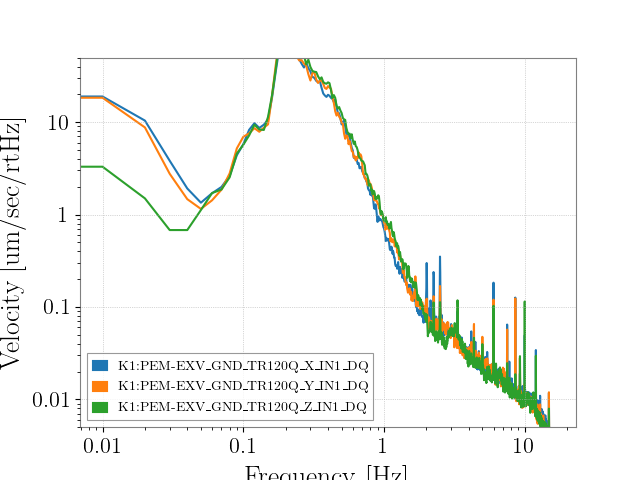 Velocity [um/sec/rtHz]
10
1
0.1
0.01
K1:PEM-EXV_GND_TR120Q_X_IN1_DQ
K1:PEM-EXV_GND_TR120Q_Y_IN1_DQ
K1:PEM-EXV_GND_TR120Q_Z_IN1_DQ
0.01 0.1 1 10
Frequency [Hz]